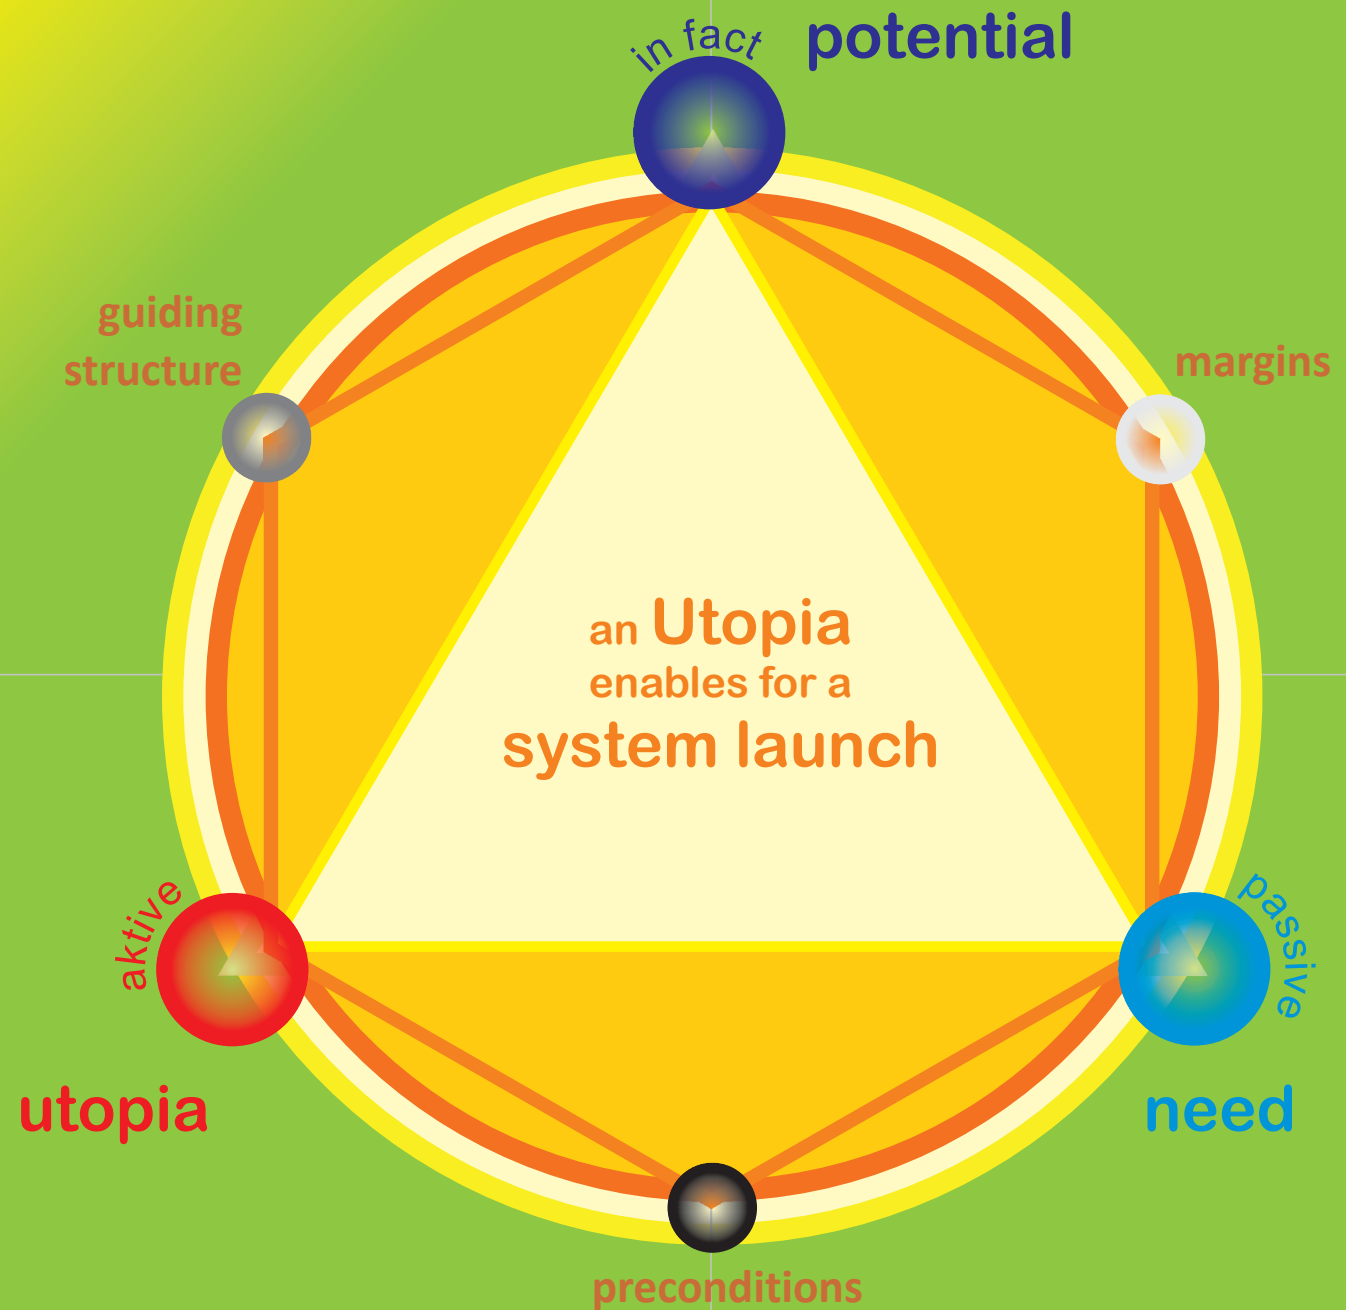 in fact
potential
guiding
structure
margins
an Utopia
enables for a
system launch
aktive
passive
utopia
need
preconditions